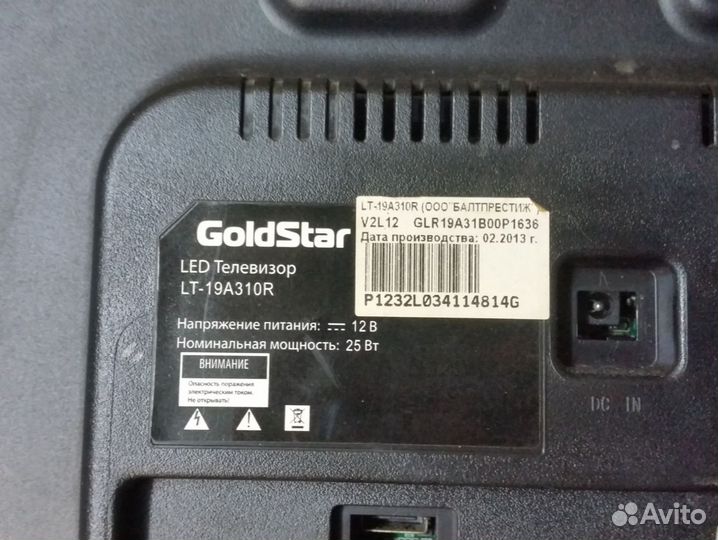 GoldStar
LED Телевизор
LT-19A310R
Напряжение питания: 12 В
Номинальная мощность: 25 Вт
ВНИМАНИЕ
Опасность поражения
электрическим током.
Не открывать!
LT-19A310R (ООО"БАЛТПРЕСТИЖ")
V2L12 GLR19A31B00P1636
Дата производства: 02.2013 г.
P1232L034114814G
DC IN
Avito